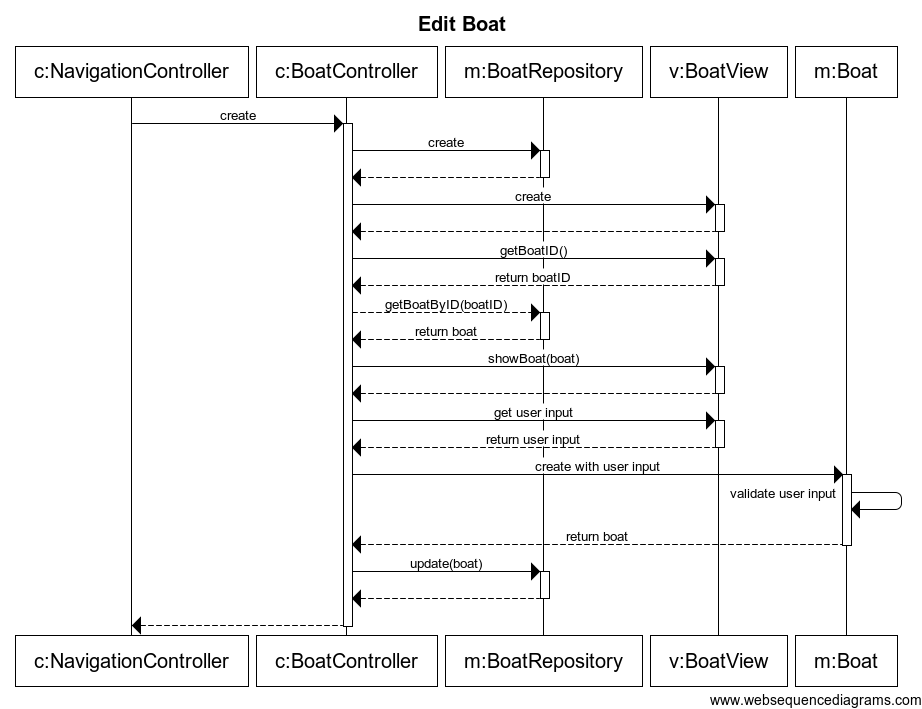 Edit Boat
c:NavigationController
c:BoatController
m:BoatRepository
v:BoatView
m:Boat
create
create
create
getBoatID()
return boatID
getBoatByID(boatID)
return boat
showBoat(boat)
get user input
return user input
create with user input
validate user input
return boat
update(boat)
c:NavigationController
c:BoatController
m:BoatRepository
v:BoatView
m:Boat
www.websequencediagrams.com